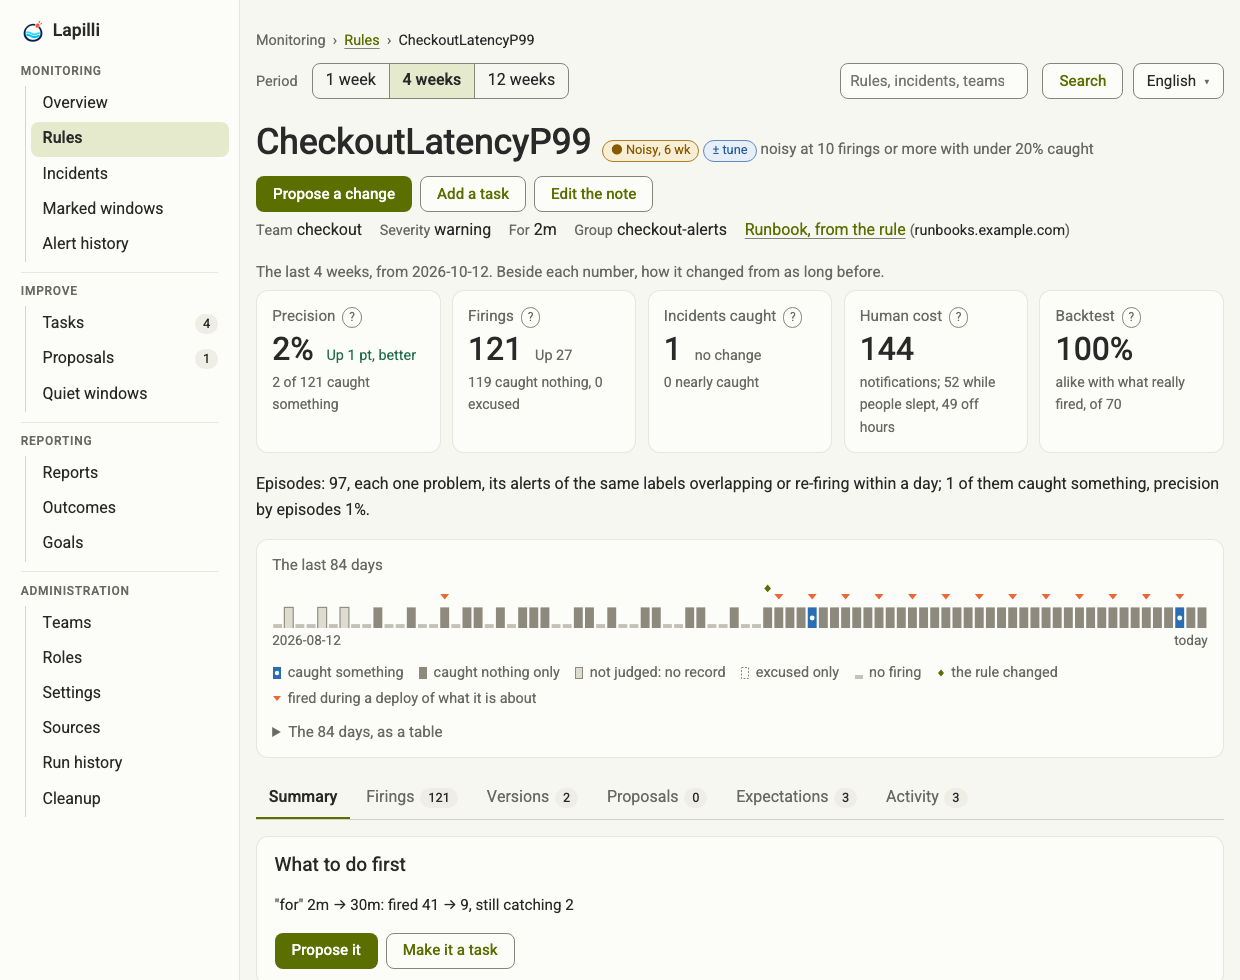 Lapilli
MONITORING
Overview
Rules
Incidents
Marked windows
Alert history
IMPROVE
Tasks 4
Proposals 1
Quiet windows
REPORTING
Reports
Outcomes
Goals
ADMINISTRATION
Teams
Roles
Settings
Sources
Run history
Cleanup
Monitoring › Rules › CheckoutLatencyP99
Period 1 week 4 weeks 12 weeks
Rules, incidents, teams Search English ▾
CheckoutLatencyP99 Noisy, 6 wk ± tune noisy at 10 firings or more with under 20% caught
Propose a change Add a task Edit the note
Team checkout Severity warning For 2m Group checkout-alerts Runbook, from the rule (runbooks.example.com)
The last 4 weeks, from 2026-10-12. Beside each number, how it changed from as long before.
Precision ?
2% Up 1 pt, better
2 of 121 caught
something
Firings ?
121 Up 27
119 caught nothing, 0
excused
Incidents caught ?
1 no change
0 nearly caught
Human cost ?
144
notifications; 52 while
people slept, 49 off
hours
Backtest ?
100%
alike with what really
fired, of 70
Episodes: 97, each one problem, its alerts of the same labels overlapping or re-firing within a day; 1 of them caught something, precision
by episodes 1%.
The last 84 days
2026-08-12 today
caught something caught nothing only not judged: no record excused only no firing the rule changed
fired during a deploy of what it is about
▶ The 84 days, as a table
Summary Firings 121 Versions 2 Proposals 0 Expectations 3 Activity 3
What to do first
"for" 2m → 30m: fired 41 → 9, still catching 2
Propose it Make it a task